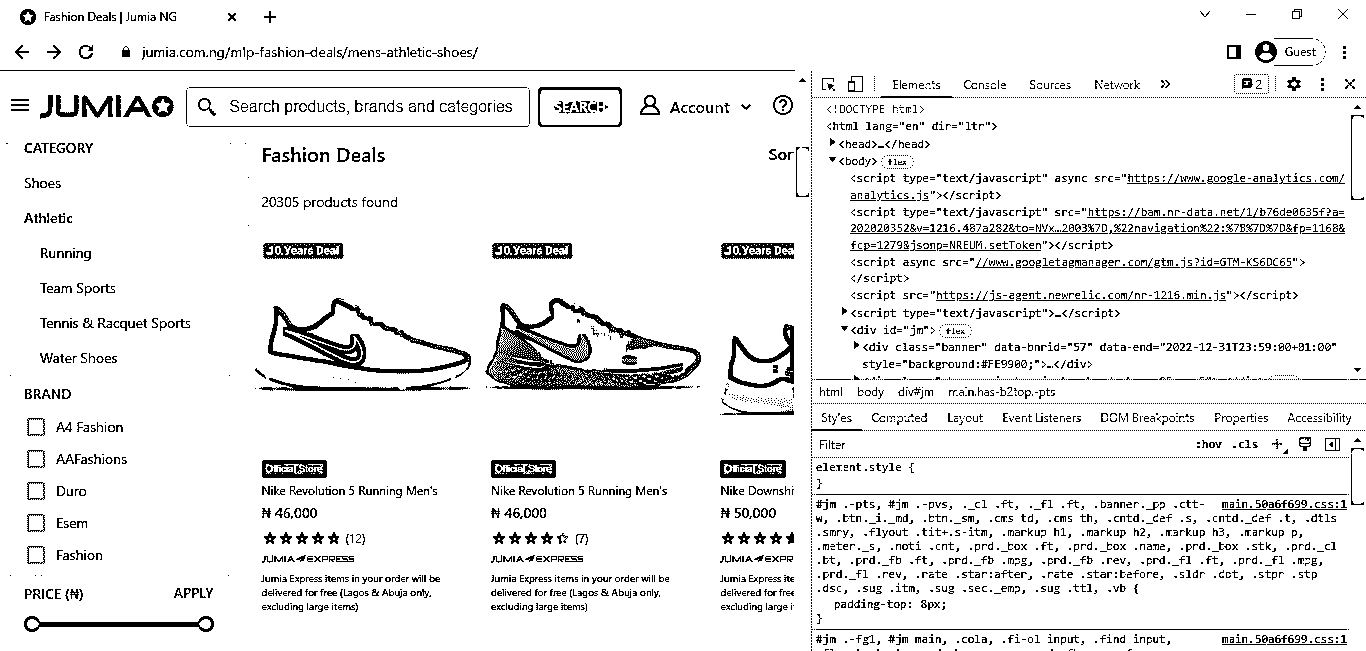 Fashion Deals | Jumia NG
jumia.com.ng/mlp-fashion-deals/mens-athletic-shoes/
Guest
JUMIA
Search products, brands and categories
SEARCH
Account
CATEGORY
Shoes
Athletic
Running
Team Sports
Tennis & Racquet Sports
Water Shoes
BRAND
A4 Fashion
AAFashions
Duro
Esem
Fashion
PRICE (₦)
APPLY
Fashion Deals
Sor
20305 products found
10 Years Deal
10 Years Deal
10 Years De
Official Store
Nike Revolution 5 Running Men's
₦ 46,000
(12)
JUMIA EXPRESS
Jumia Express items in your order will be
delivered for free (Lagos & Abuja only,
excluding large items)
Official Store
Nike Revolution 5 Running Men's
₦ 46,000
(7)
JUMIA EXPRESS
Jumia Express items in your order will be
delivered for free (Lagos & Abuja only,
excluding large items)
Official Store
Nike Downshi
₦ 50,000
JUMIA EXPRE
Jumia Express ite
delivered for free
excluding large i
Elements Console Sources Network
2
<!DOCTYPE html>
<html lang="en" dir="ltr">
<head>…</head>
<body> flex
<script type="text/javascript" async src="https://www.google-analytics.com/
analytics.js"></script>
<script type="text/javascript" src="https://bam.nr-data.net/1/b76de0635f?a=
202020352&v=1216.487a282&to=NVx…2003%7D,%22navigation%22:%7B%7D%7D&fp=1168&
fcp=1279&jsonp=NREUM.setToken"></script>
<script async src="//www.googletagmanager.com/gtm.js?id=GTM-KS6DC65">
</script>
<script src="https://js-agent.newrelic.com/nr-1216.min.js"></script>
<script type="text/javascript">…</script>
<div id="jm"> flex
<div class="banner" data-bnrid="57" data-end="2022-12-31T23:59:00+01:00"
style="background:#FE9900;">…</div>
html body div#jm main.has-b2top.-pts
Styles Computed Layout Event Listeners DOM Breakpoints Properties Accessibility
Filter
:hov .cls
element.style {
}
#jm .-pts, #jm .-pvs, ._cl .ft, ._fl .ft, .banner._pp .ctt-
main.50a6f699.css:1
w, .btn._i._md, .btn._sm, .cms td, .cms th, .cntd._def .s, .cntd._def .t, .dtls
.smry, .flyout .tit+.s-itm, .markup h1, .markup h2, .markup h3, .markup p,
.meter._s, .noti .cnt, .prd._box .ft, .prd._box .name, .prd._box .stk, .prd._cl
.bt, .prd._fb .ft, .prd._fb .mpg, .prd._fb .rev, .prd._fl .ft, .prd._fl .mpg,
.prd._fl .rev, .rate .star:after, .rate .star:before, .sldr .dot, .stpr .stp
.dsc, .sug .itm, .sug .sec._emp, .sug .ttl, .vb {
padding-top: 8px;
}
#jm .-fg1, #jm main, .cola, .fi-ol input, .find input,
main.50a6f699.css:1